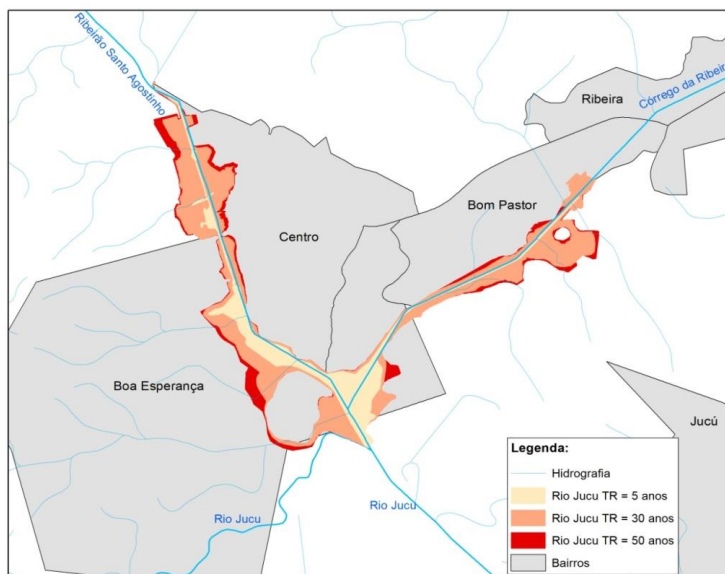 Ribeirão Santo Agostinho
Ribeira
Córrego da Ribeir
Bom Pastor
Centro
Boa Esperança
Jucú
Rio Jucu
Rio Jucu
Legenda:
Hidrografia
Rio Jucu TR = 5 anos
Rio Jucu TR = 30 anos
Rio Jucu TR = 50 anos
Bairros